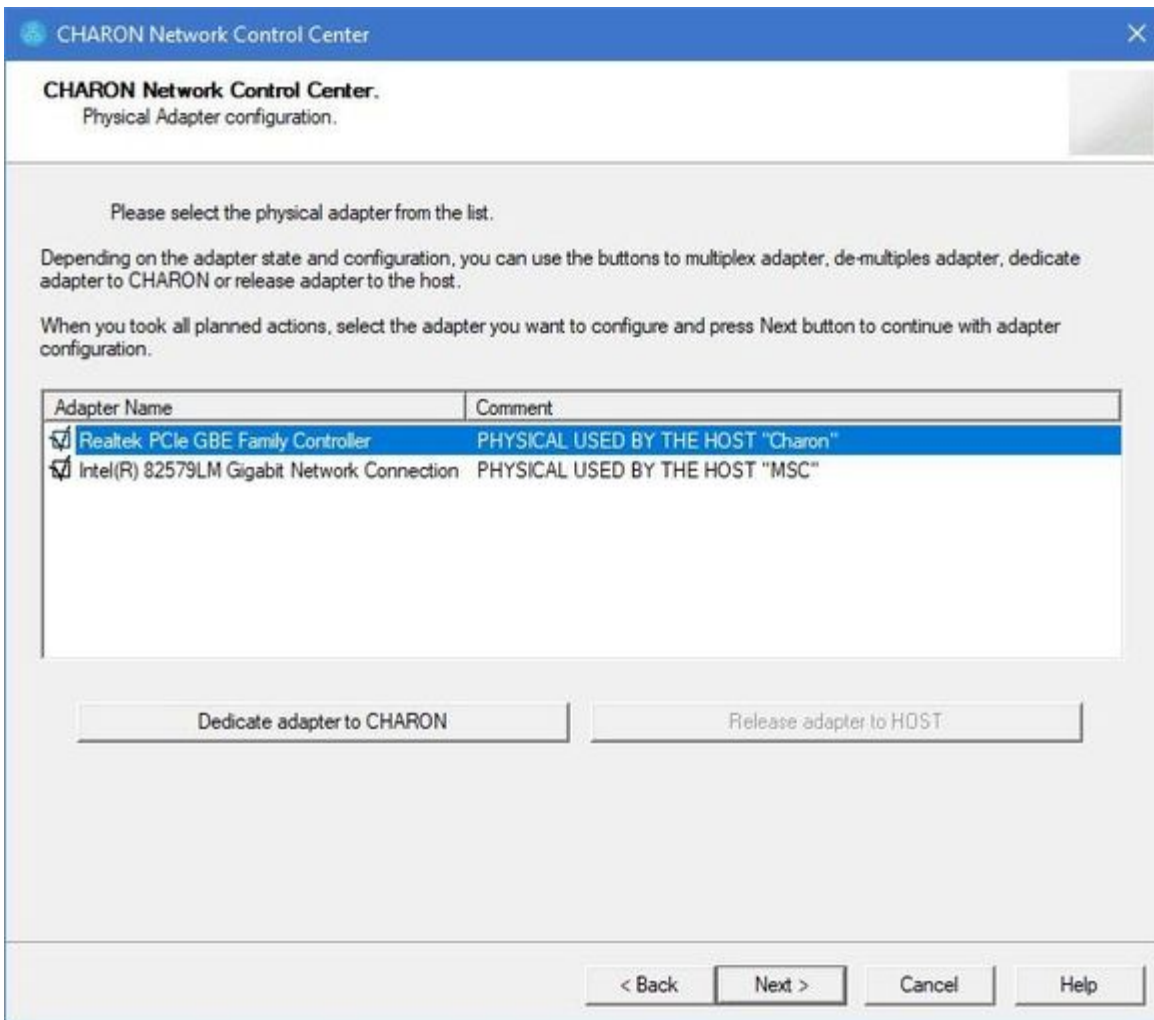 CHARON Network Control Center
CHARON Network Control Center.
Physical Adapter configuration.
Please select the physical adapter from the list.
Depending on the adapter state and configuration, you can use the buttons to multiplex adapter, de-multiples adapter, dedicate
adapter to CHARON or release adapter to the host.
When you took all planned actions, select the adapter you want to configure and press Next button to continue with adapter
configuration.
Adapter Name Comment
Realtek PCIe GBE Family Controller PHYSICAL USED BY THE HOST "Charon"
Intel(R) 82579LM Gigabit Network Connection PHYSICAL USED BY THE HOST "MSC"
Dedicate adapter to CHARON Release adapter to HOST
< Back Next > Cancel Help